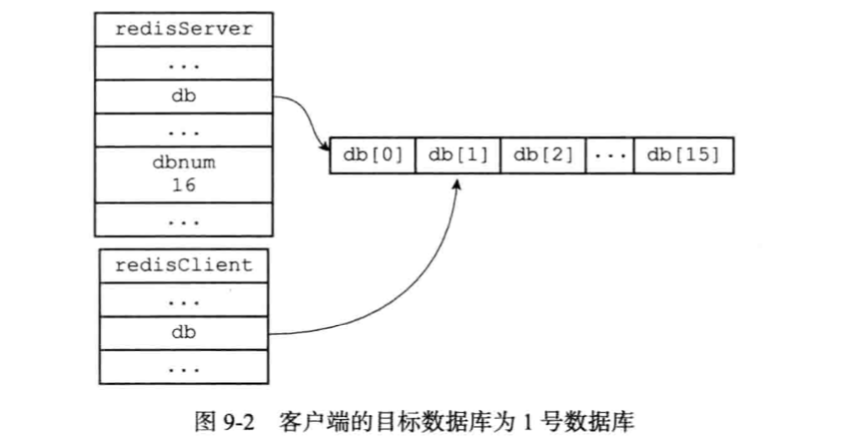 redisServer
...
db
...
dbnum
16
...
db[0] db[1] db[2] ... db[15]
redisClient
...
db
...
图 9-2 客户端的目标数据库为 1 号数据库